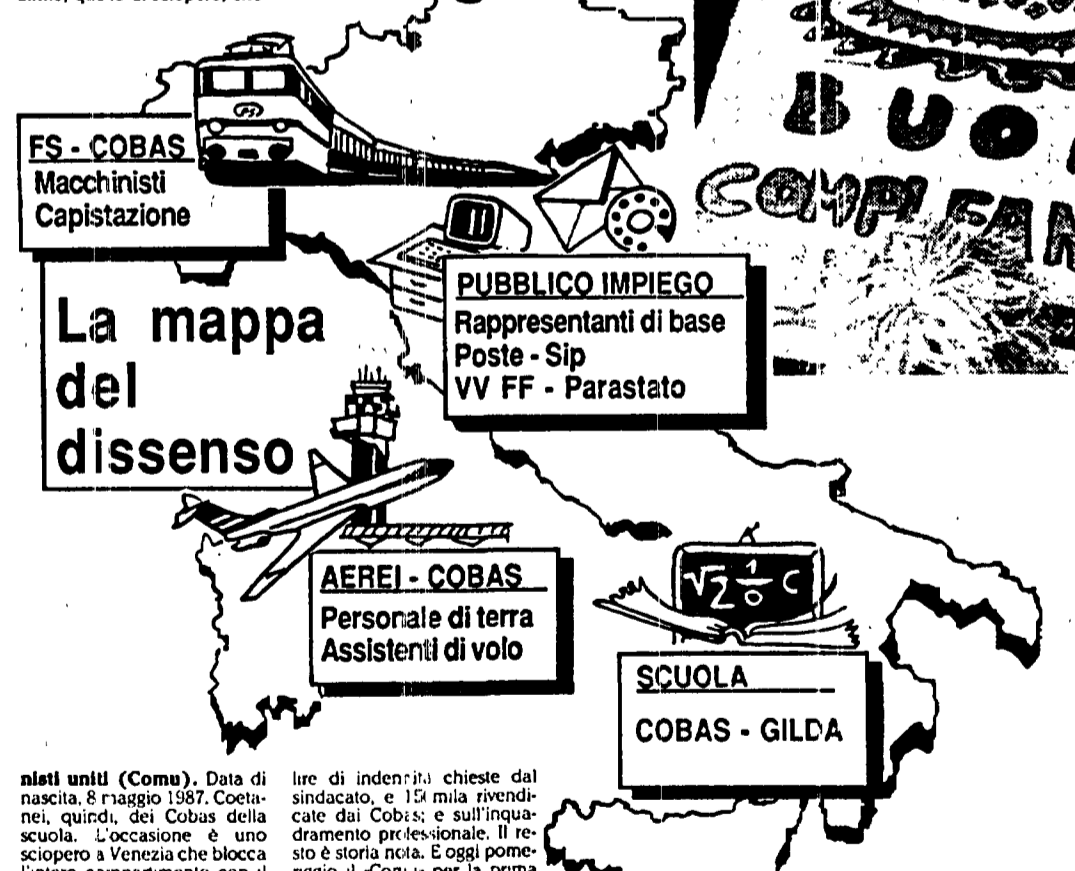 FS - COBAS
Macchinisti
Capistazione
La mappa
del
dissenso
PUBBLICO IMPIEGO
Rappresentanti di base
Poste - Sip
VV FF - Parastato
AEREI - COBAS
Personale di terra
Assistenti di volo
√2 1/0 C
SCUOLA
COBAS - GILDA
BUO
COMPLEAN
nisti uniti (Comu). Data di
nascita, 8 maggio 1987. Coeta-
nei, quindi, dei Cobas della
scuola. L'occasione è uno
sciopero a Venezia che blocca
lire di indennità chieste dal
sindacato, e mila rivendi-
cate dai Cobas; e sull'inqua-
dramento professionale. Il re-
sto è storia nota. E oggi pome-